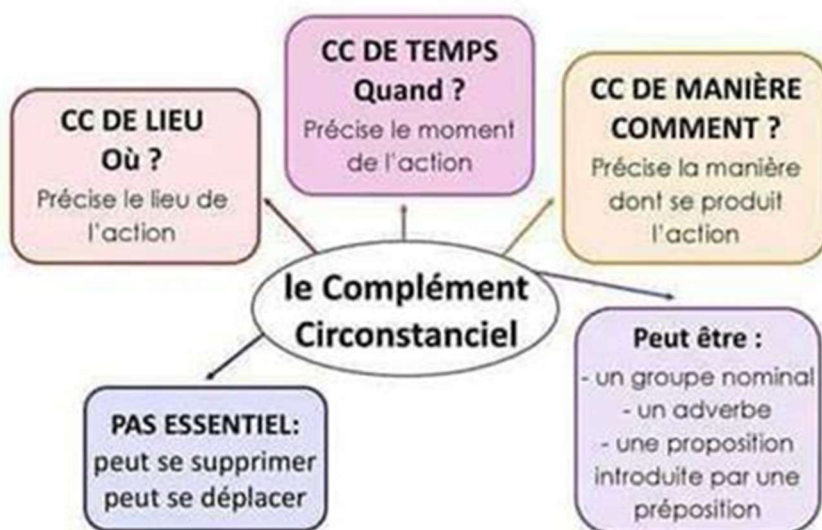 CC DE LIEU
Où ?
Précise le lieu de
l'action
CC DE TEMPS
Quand ?
Précise le moment
de l'action
CC DE MANIÈRE
COMMENT ?
Précise la manière
dont se produit
l'action
le Complément
Circonstanciel
PAS ESSENTIEL:
peut se supprimer
peut se déplacer
Peut être :
- un groupe nominal
- un adverbe
- une proposition
introduite par une
préposition